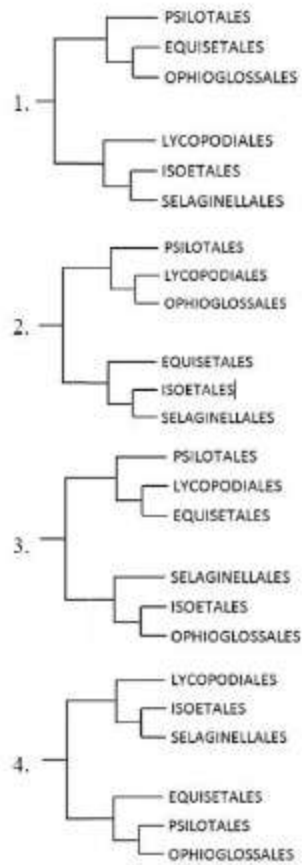 PSILOTALES
EQUISETALES
OPHIOGLOSSALES
1.
LYCOPODIALES
ISOETALES
SELAGINELLALES
PSILOTALES
LYCOPODIALES
OPHIOGLOSSALES
2.
EQUISETALES
ISOETALES
SELAGINELLALES
PSILOTALES
LYCOPODIALES
EQUISETALES
3.
SELAGINELLALES
ISOETALES
OPHIOGLOSSALES
LYCOPODIALES
ISOETALES
SELAGINELLALES
4.
EQUISETALES
PSILOTALES
OPHIOGLOSSALES